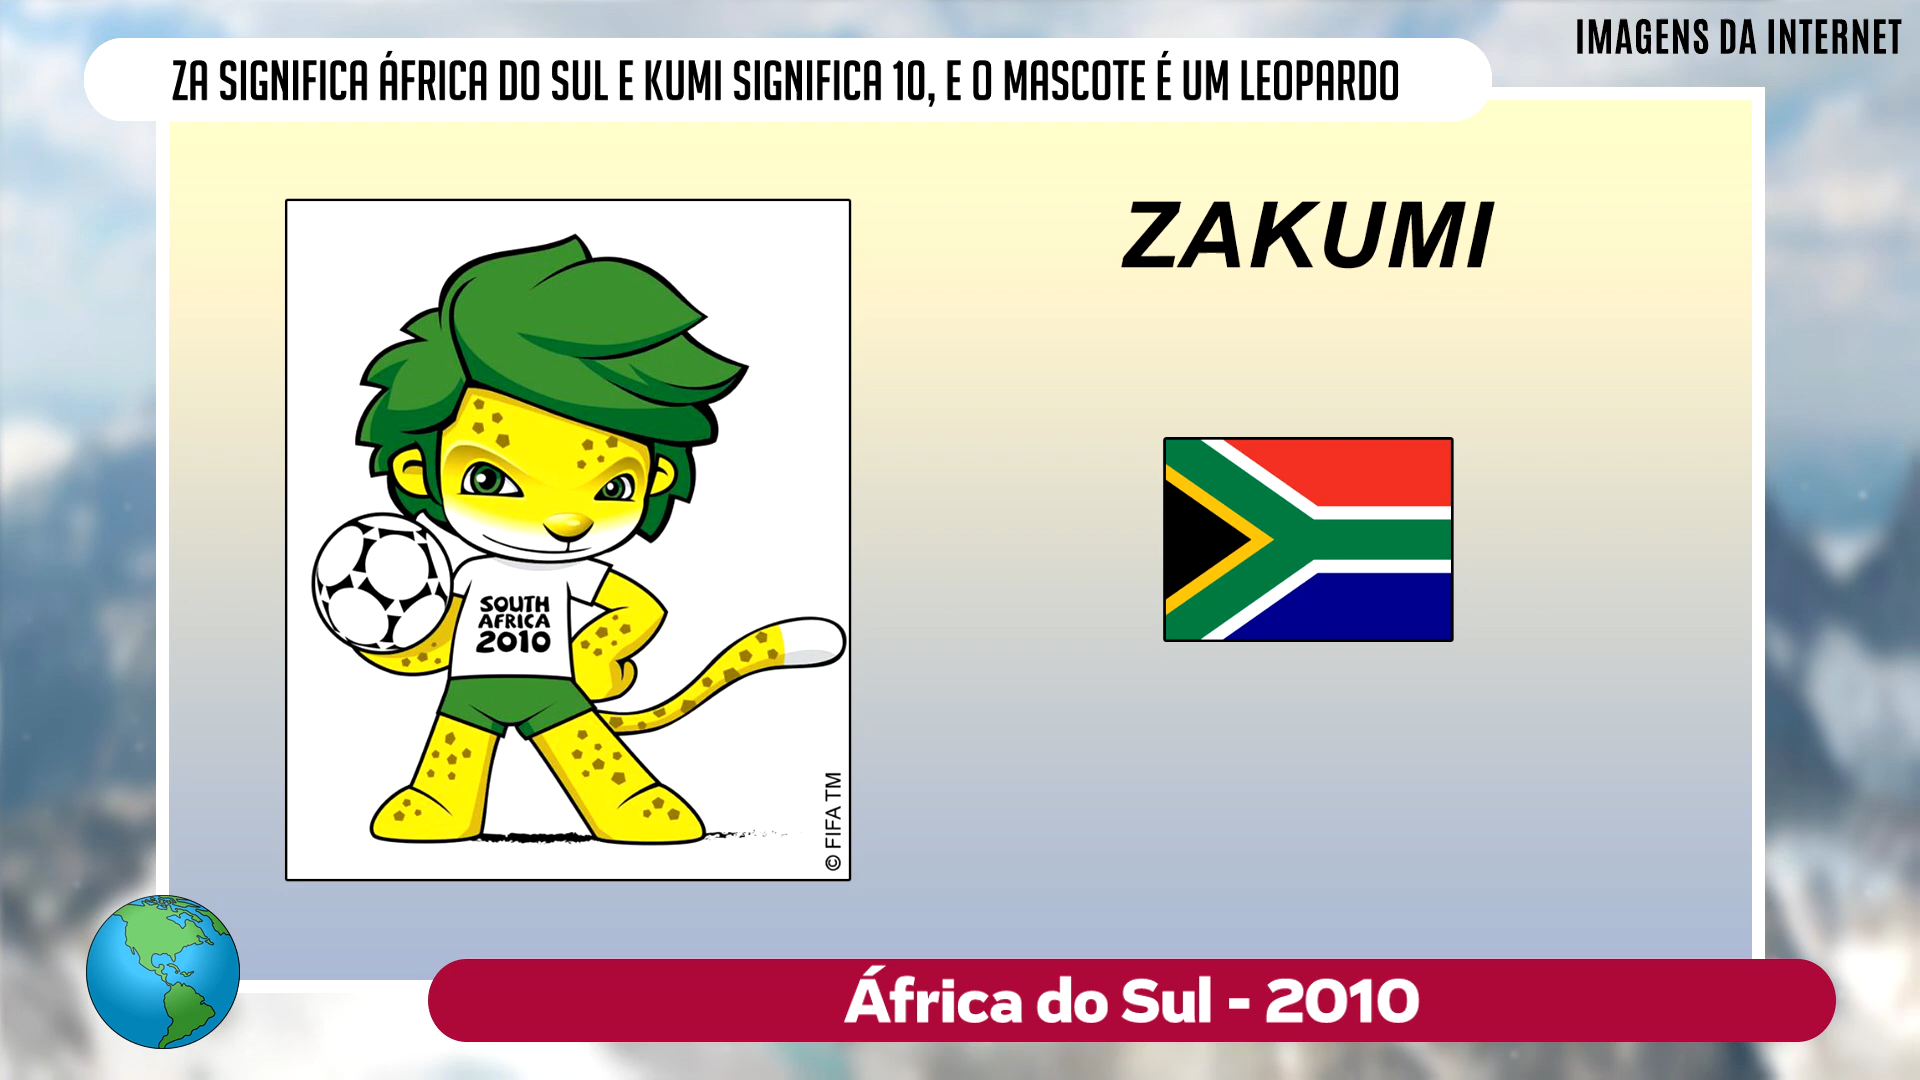 IMAGENS DA INTERNET
ZA SIGNIFICA ÁFRICA DO SUL E KUMI SIGNIFICA 10, E O MASCOTE É UM LEOPARDO
ZAKUMI
SOUTH
AFRICA
2010
© FIFA TM
África do Sul - 2010